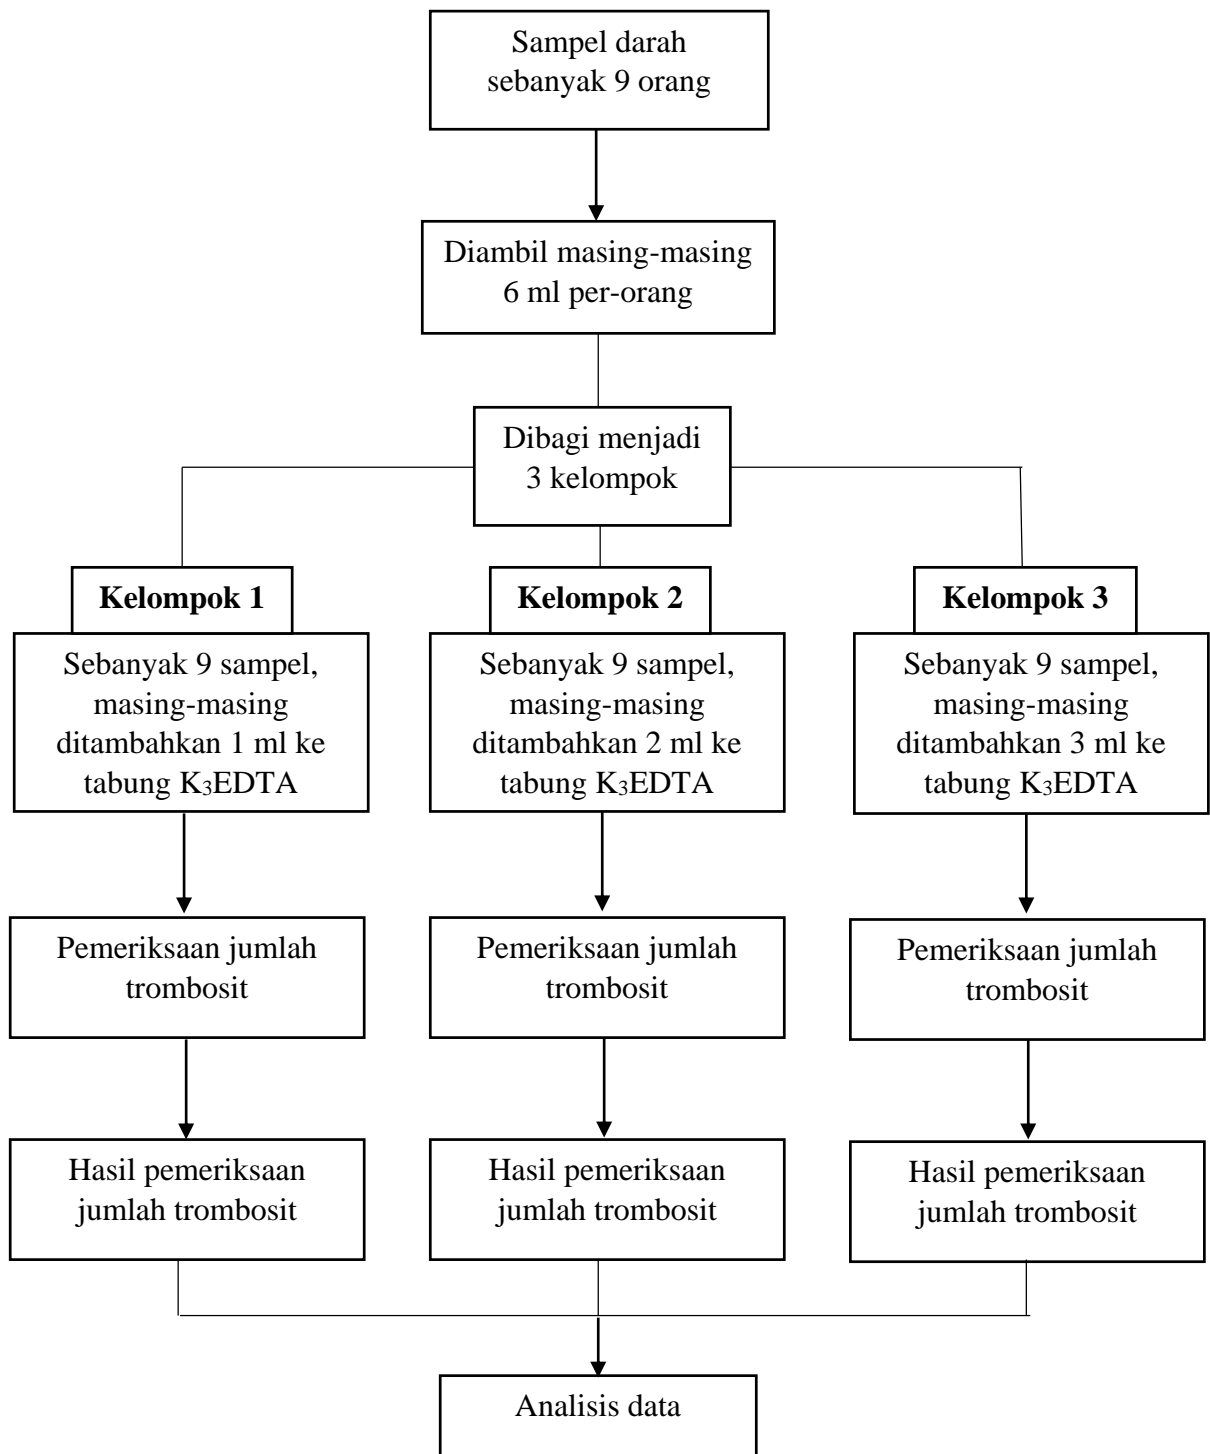 Sampel darah
sebanyak 9 orang
Diambil masing-masing
6 ml per-orang
Dibagi menjadi
3 kelompok
Kelompok 1
Sebanyak 9 sampel,
masing-masing
ditambahkan 1 ml ke
tabung K₃EDTA
Kelompok 2
Sebanyak 9 sampel,
masing-masing
ditambahkan 2 ml ke
tabung K₃EDTA
Kelompok 3
Sebanyak 9 sampel,
masing-masing
ditambahkan 3 ml ke
tabung K₃EDTA
Pemeriksaan jumlah
trombosit
Pemeriksaan jumlah
trombosit
Pemeriksaan jumlah
trombosit
Hasil pemeriksaan
jumlah trombosit
Hasil pemeriksaan
jumlah trombosit
Hasil pemeriksaan
jumlah trombosit
Analisis data